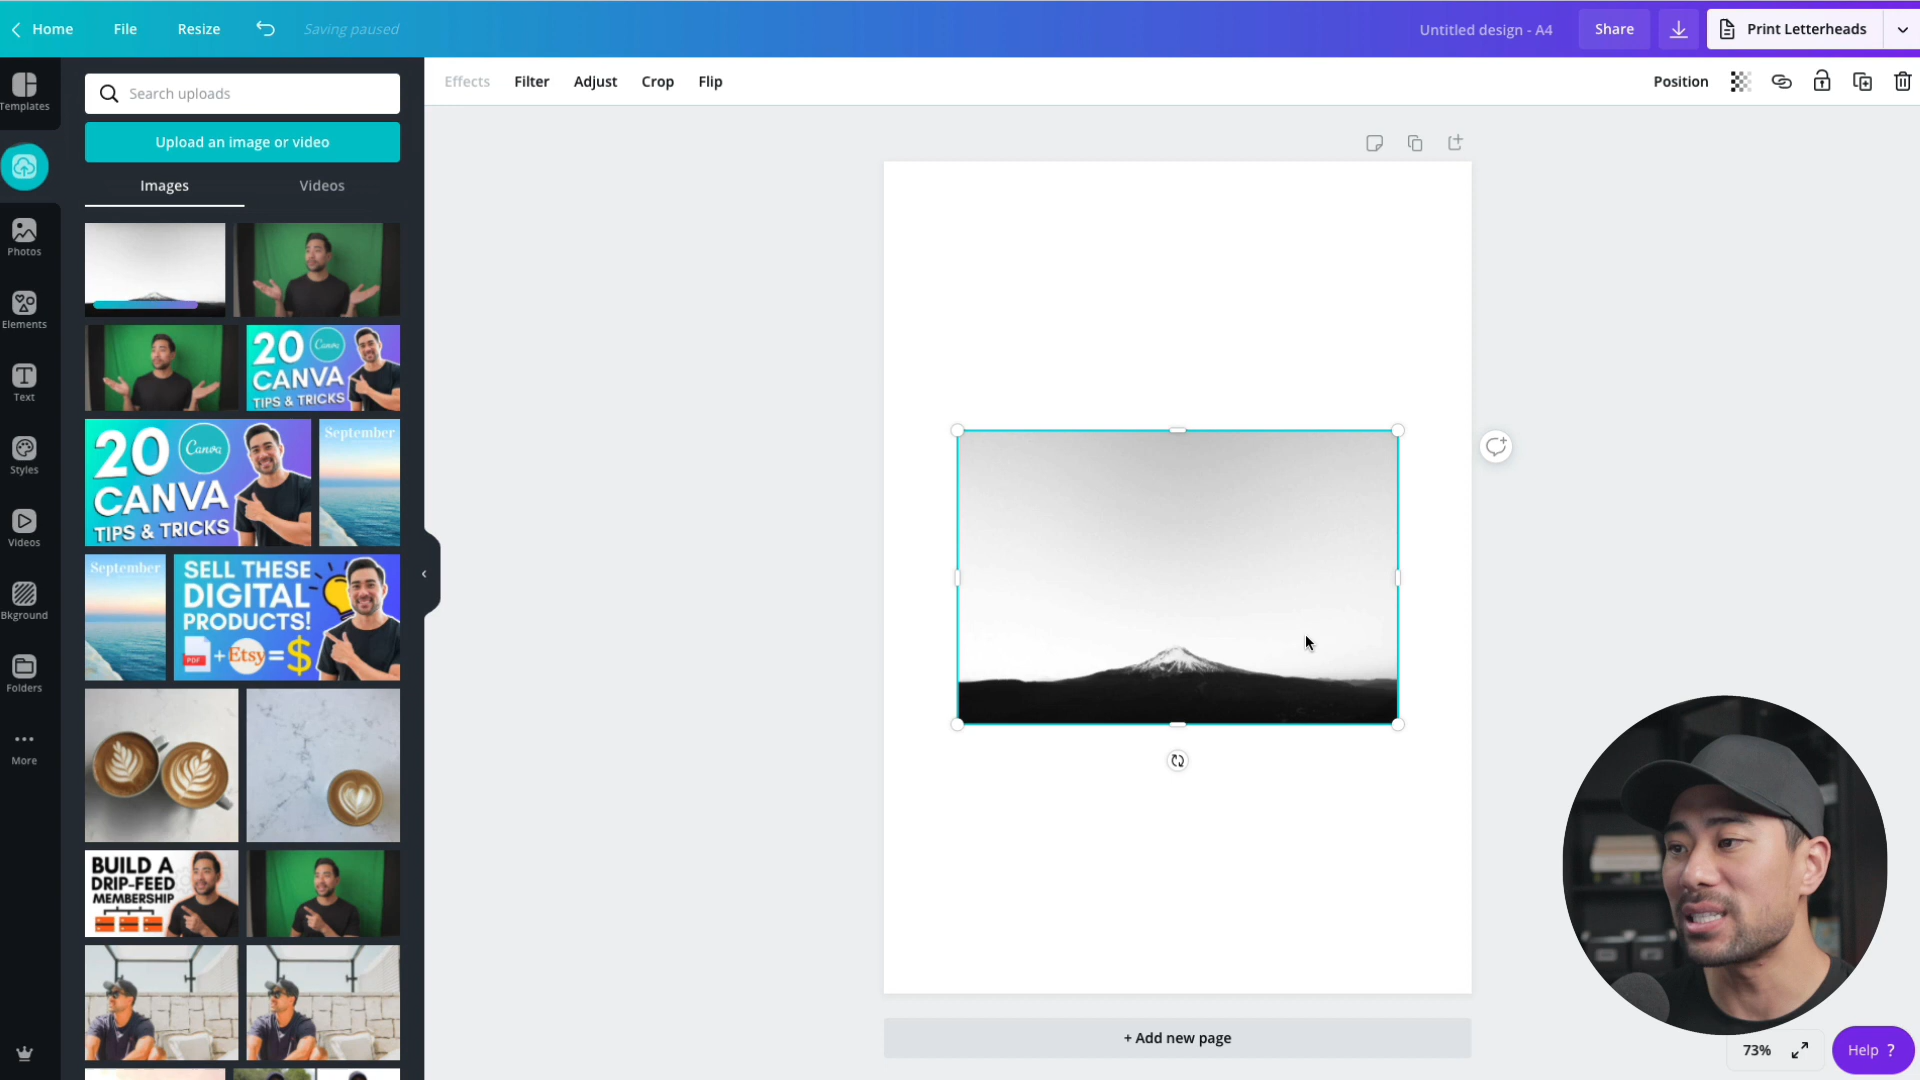 Home
File
Resize
Saving paused
Untitled design - A4
Share
Print Letterheads
Templates
Search uploads
Effects
Filter
Adjust
Crop
Flip
Position
Upload an image or video
Images
Videos
Photos
Elements
Text
Styles
Videos
Bkground
Folders
More
20
Canva
CANVA
TIPS & TRICKS
20
Canva
CANVA
TIPS & TRICKS
September
September
SELL THESE
DIGITAL
PRODUCTS!
PDF + Etsy = $
BUILD A
DRIP-FEED
MEMBERSHIP
+ Add new page
73%
Help ?